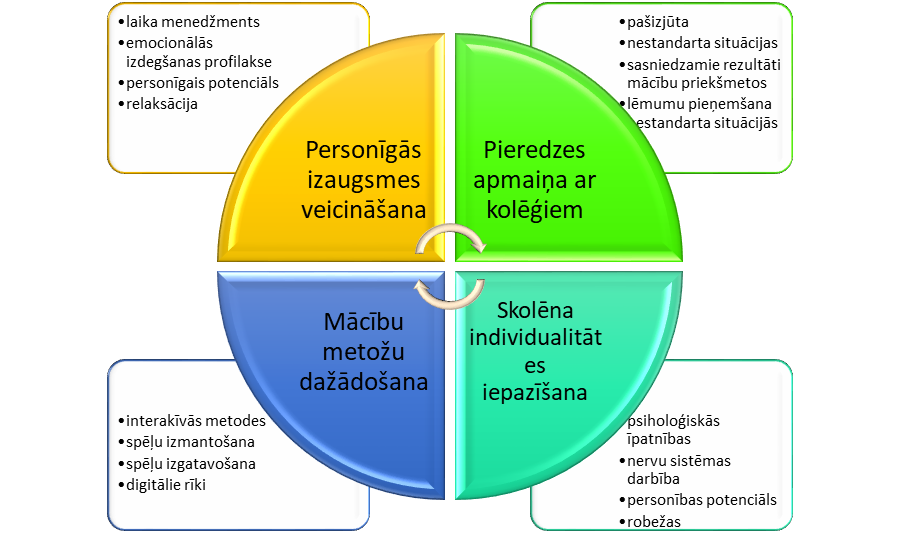 •laika menedžments
•emocionālās
izdegšanas profilakse
•personīgais potenciāls
•relaksācija
•pašizjūta
•nestandarta situācijas
•sasniedzamie rezultāti
mācību priekšmetos
•lēmumu pieņemšana
estandarta situācijās
Personīgās
izaugsmes
veicināšana
Pieredzes
apmaiņa ar
kolēģiem
Mācību
metožu
dažādošana
Skolēna
individualitāt
es
iepazīšana
•interakīvās metodes
•spēļu izmantošana
•spēļu izgatavošana
•digitālie rīki
psiholoģiskās
īpatnības
•nervu sistēmas
darbība
•personības potenciāls
•robežas